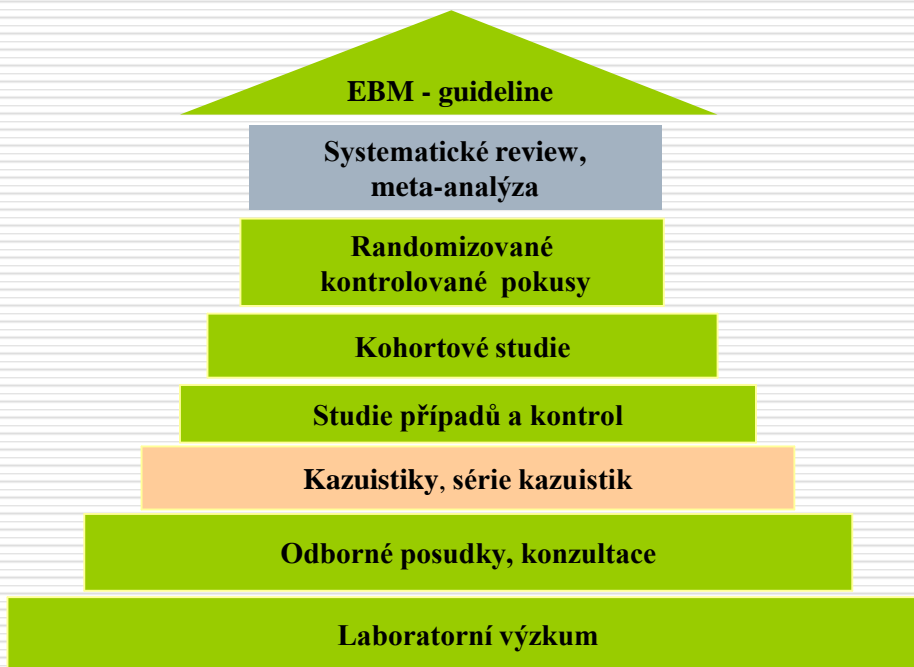 EBM - guideline
Systematické review,
meta-analýza
Randomizované
kontrolované pokusy
Kohortové studie
Studie případů a kontrol
Kazuistiky, série kazuistik
Odborné posudky, konzultace
Laboratorní výzkum